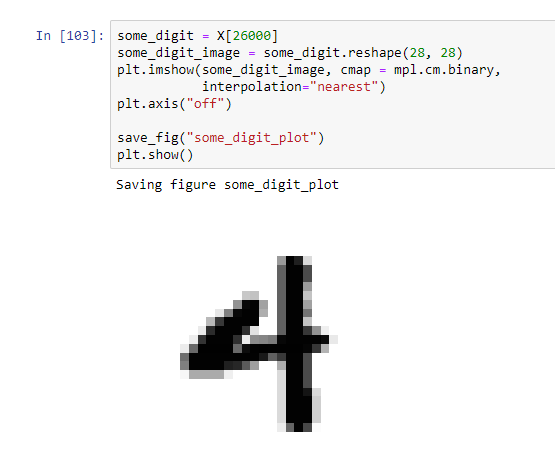 In [103]: some_digit = X[26000]
some_digit_image = some_digit.reshape(28, 28)
plt.imshow(some_digit_image, cmap = mpl.cm.binary,
           interpolation="nearest")
plt.axis("off")

save_fig("some_digit_plot")
plt.show()
Saving figure some_digit_plot
4